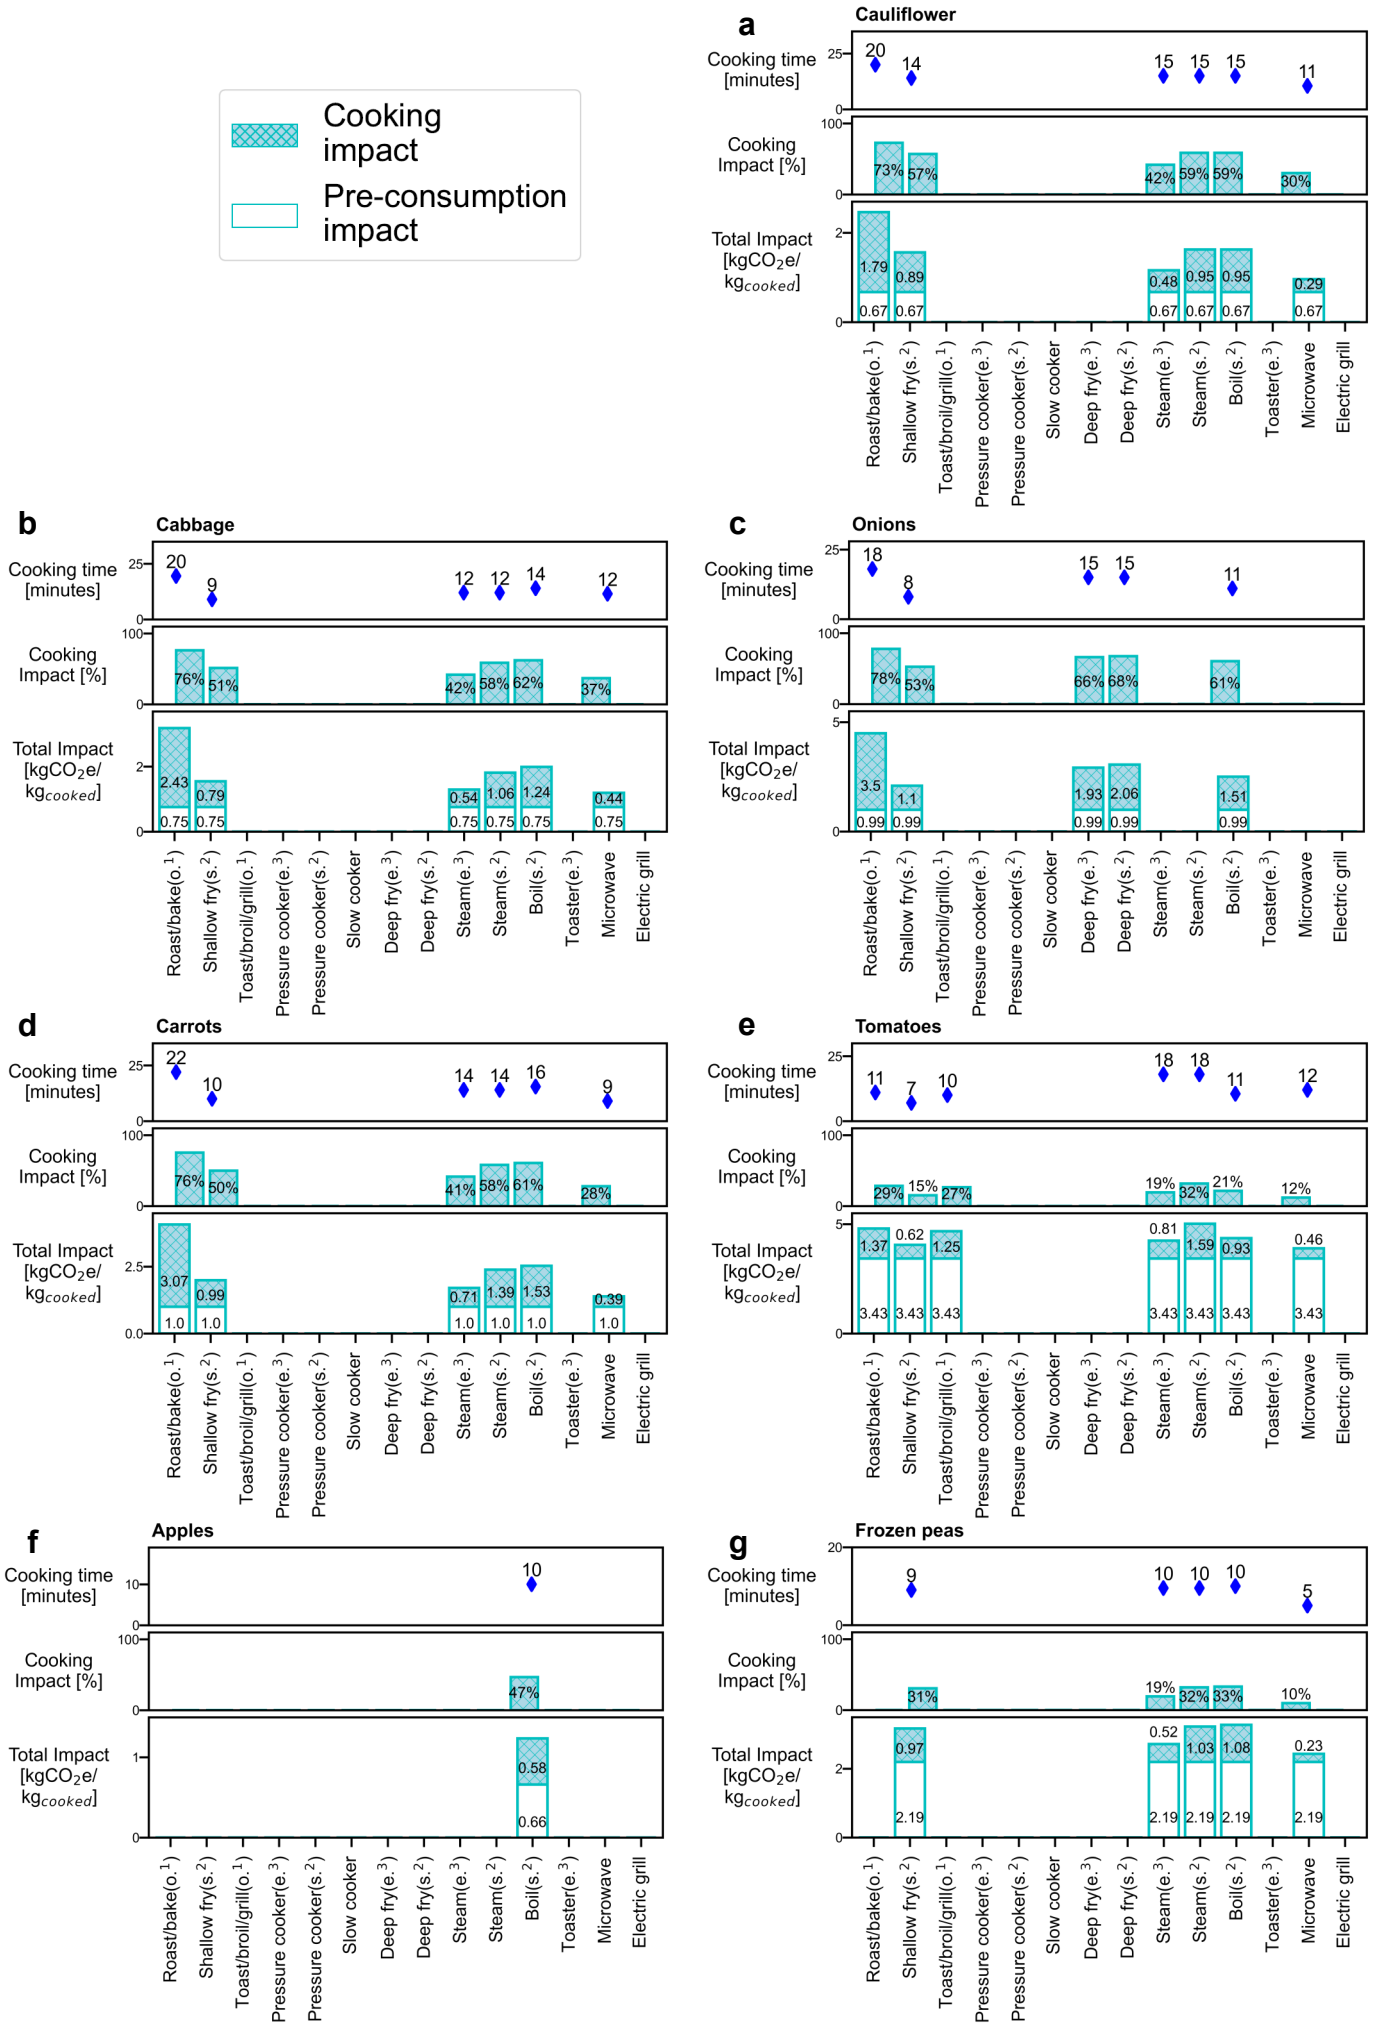 Cooking
impact
Pre-consumption
impact
a
Cauliflower
Cooking time
[minutes]
25
0
20
14
15
15
15
11
Cooking
Impact [%]
100
0
73%
57%
42%
59%
59%
30%
Total Impact
[kgCO2e/
kgcooked]
2
0
1.79
0.89
0.48
0.95
0.95
0.29
0.67
0.67
0.67
0.67
0.67
0.67
Roast/bake(o.1)
Shallow fry(s.2)
Toast/broil/grill(o.1)
Pressure cooker(e.3)
Pressure cooker(s.2)
Slow cooker
Deep fry(e.3)
Deep fry(s.2)
Steam(e.3)
Steam(s.2)
Boil(s.2)
Toaster(e.3)
Microwave
Electric grill
b
Cabbage
Cooking time
[minutes]
25
0
20
9
12
12
14
12
Cooking
Impact [%]
100
0
76%
51%
42%
58%
62%
37%
Total Impact
[kgCO2e/
kgcooked]
2
0
2.43
0.79
0.54
1.06
1.24
0.44
0.75
0.75
0.75
0.75
0.75
0.75
Roast/bake(o.1)
Shallow fry(s.2)
Toast/broil/grill(o.1)
Pressure cooker(e.3)
Pressure cooker(s.2)
Slow cooker
Deep fry(e.3)
Deep fry(s.2)
Steam(e.3)
Steam(s.2)
Boil(s.2)
Toaster(e.3)
Microwave
Electric grill
c
Onions
Cooking time
[minutes]
25
0
18
8
15
15
11
Cooking
Impact [%]
100
0
78%
53%
66%
68%
61%
Total Impact
[kgCO2e/
kgcooked]
5
0
3.5
1.1
1.93
2.06
1.51
0.99
0.99
0.99
0.99
0.99
Roast/bake(o.1)
Shallow fry(s.2)
Toast/broil/grill(o.1)
Pressure cooker(e.3)
Pressure cooker(s.2)
Slow cooker
Deep fry(e.3)
Deep fry(s.2)
Steam(e.3)
Steam(s.2)
Boil(s.2)
Toaster(e.3)
Microwave
Electric grill
d
Carrots
Cooking time
[minutes]
25
0
22
10
14
14
16
9
Cooking
Impact [%]
100
0
76%
50%
41%
58%
61%
28%
Total Impact
[kgCO2e/
kgcooked]
2.5
0.0
3.07
0.99
0.71
1.39
1.53
0.39
1.0
1.0
1.0
1.0
1.0
1.0
Roast/bake(o.1)
Shallow fry(s.2)
Toast/broil/grill(o.1)
Pressure cooker(e.3)
Pressure cooker(s.2)
Slow cooker
Deep fry(e.3)
Deep fry(s.2)
Steam(e.3)
Steam(s.2)
Boil(s.2)
Toaster(e.3)
Microwave
Electric grill
e
Tomatoes
Cooking time
[minutes]
25
0
11
7
10
18
18
11
12
Cooking
Impact [%]
100
0
29%
15%
27%
19%
32%
21%
12%
Total Impact
[kgCO2e/
kgcooked]
5
0
1.37
0.62
1.25
0.81
1.59
0.93
0.46
3.43
3.43
3.43
3.43
3.43
3.43
3.43
Roast/bake(o.1)
Shallow fry(s.2)
Toast/broil/grill(o.1)
Pressure cooker(e.3)
Pressure cooker(s.2)
Slow cooker
Deep fry(e.3)
Deep fry(s.2)
Steam(e.3)
Steam(s.2)
Boil(s.2)
Toaster(e.3)
Microwave
Electric grill
f
Apples
Cooking time
[minutes]
10
0
10
Cooking
Impact [%]
100
0
47%
Total Impact
[kgCO2e/
kgcooked]
1
0
0.58
0.66
Roast/bake(o.1)
Shallow fry(s.2)
Toast/broil/grill(o.1)
Pressure cooker(e.3)
Pressure cooker(s.2)
Slow cooker
Deep fry(e.3)
Deep fry(s.2)
Steam(e.3)
Steam(s.2)
Boil(s.2)
Toaster(e.3)
Microwave
Electric grill
g
Frozen peas
Cooking time
[minutes]
20
0
9
10
10
10
5
Cooking
Impact [%]
100
0
31%
19%
32%
33%
10%
Total Impact
[kgCO2e/
kgcooked]
2
0
0.97
0.52
1.03
1.08
0.23
2.19
2.19
2.19
2.19
2.19
Roast/bake(o.1)
Shallow fry(s.2)
Toast/broil/grill(o.1)
Pressure cooker(e.3)
Pressure cooker(s.2)
Slow cooker
Deep fry(e.3)
Deep fry(s.2)
Steam(e.3)
Steam(s.2)
Boil(s.2)
Toaster(e.3)
Microwave
Electric grill